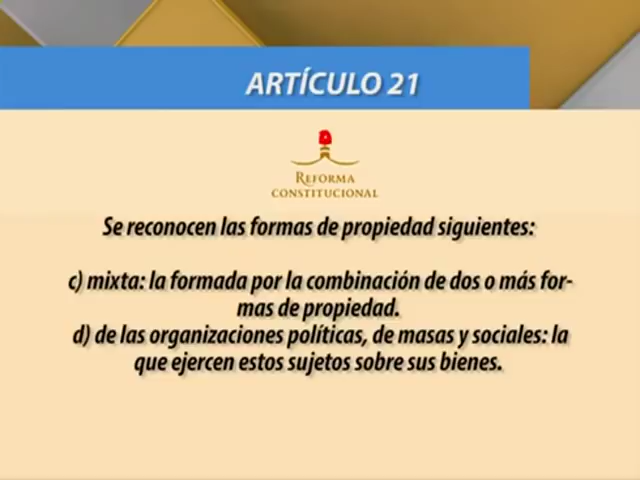 ARTÍCULO 21
REFORMA
CONSTITUCIONAL
Se reconocen las formas de propiedad siguientes:
c) mixta: la formada por la combinación de dos o más for-
mas de propiedad.
d) de las organizaciones políticas, de masas y sociales: la
que ejercen estos sujetos sobre sus bienes.